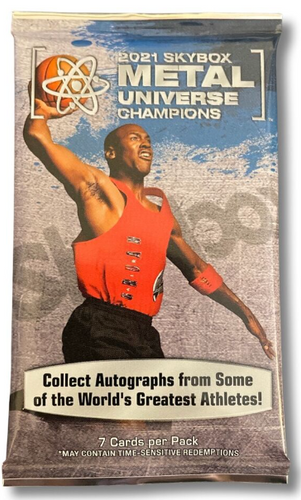 2021 SKYBOX
METAL
UNIVERSE
CHAMPIONS
JORDAN
Collect Autographs from Some
of the World's Greatest Athletes!
7 Cards per Pack
*MAY CONTAIN TIME-SENSITIVE REDEMPTIONS